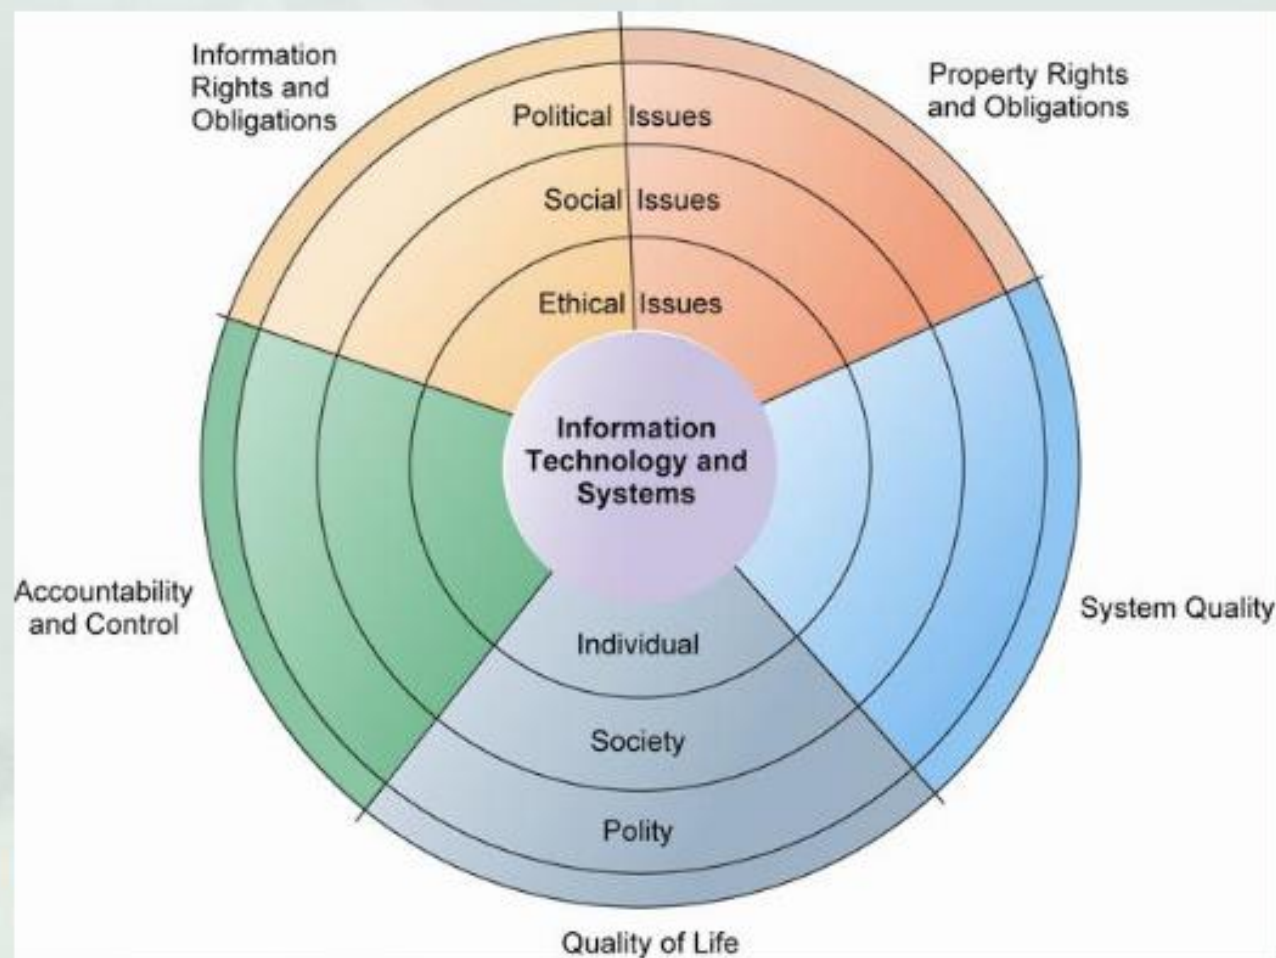 Information
Rights and
Obligations
Property Rights
and Obligations
Political Issues
Social Issues
Ethical Issues
Information
Technology and
Systems
Accountability
and Control
System Quality
Individual
Society
Polity
Quality of Life